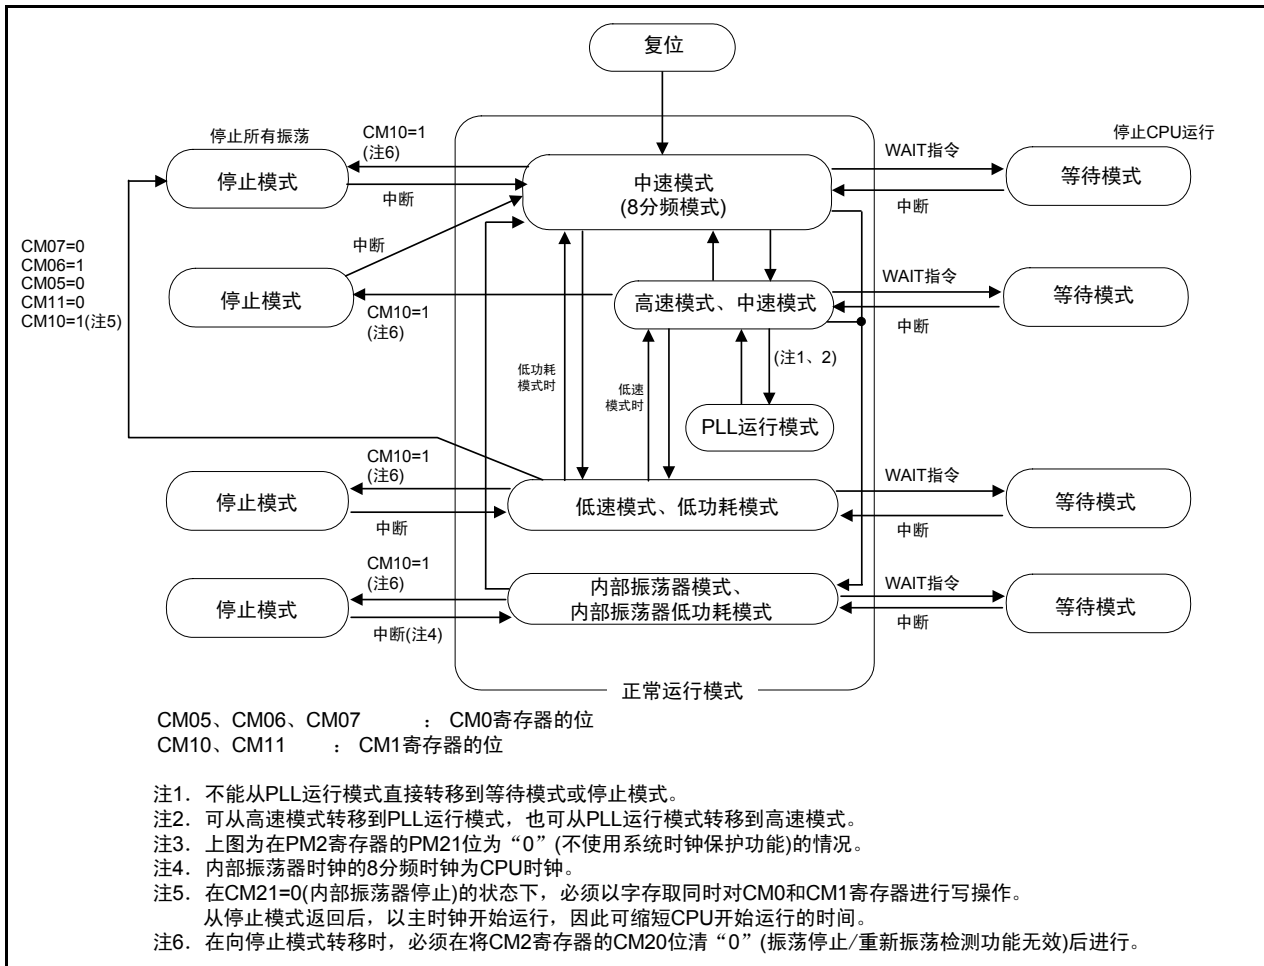 复位
停止所有振荡
CM10=1
(注6)
停止CPU运行
WAIT指令
停止模式
中断
中速模式
(8分频模式)
等待模式
中断
CM07=0
CM06=1
CM05=0
CM11=0
CM10=1(注5)
中断
停止模式
CM10=1
(注6)
高速模式、中速模式
WAIT指令
等待模式
中断
低功耗
模式时
低速
模式时
(注1、2)
PLL运行模式
CM10=1
(注6)
停止模式
中断
低速模式、低功耗模式
WAIT指令
等待模式
中断
CM10=1
(注6)
停止模式
中断(注4)
内部振荡器模式、
内部振荡器低功耗模式
WAIT指令
等待模式
中断
正常运行模式
CM05、CM06、CM07 : CM0寄存器的位
CM10、CM11 : CM1寄存器的位
注1. 不能从PLL运行模式直接转移到等待模式或停止模式。
注2. 可从高速模式转移到PLL运行模式，也可从PLL运行模式转移到高速模式。
注3. 上图为在PM2寄存器的PM21位为“0”(不使用系统时钟保护功能)的情况。
注4. 内部振荡器时钟的8分频时钟为CPU时钟。
注5. 在CM21=0(内部振荡器停止)的状态下，必须以字存取同时对CM0和CM1寄存器进行写操作。
从停止模式返回后，以主时钟开始运行，因此可缩短CPU开始运行的时间。
注6. 在向停止模式转移时，必须在将CM2寄存器的CM20位清“0”(振荡停止/重新振荡检测功能无效)后进行。